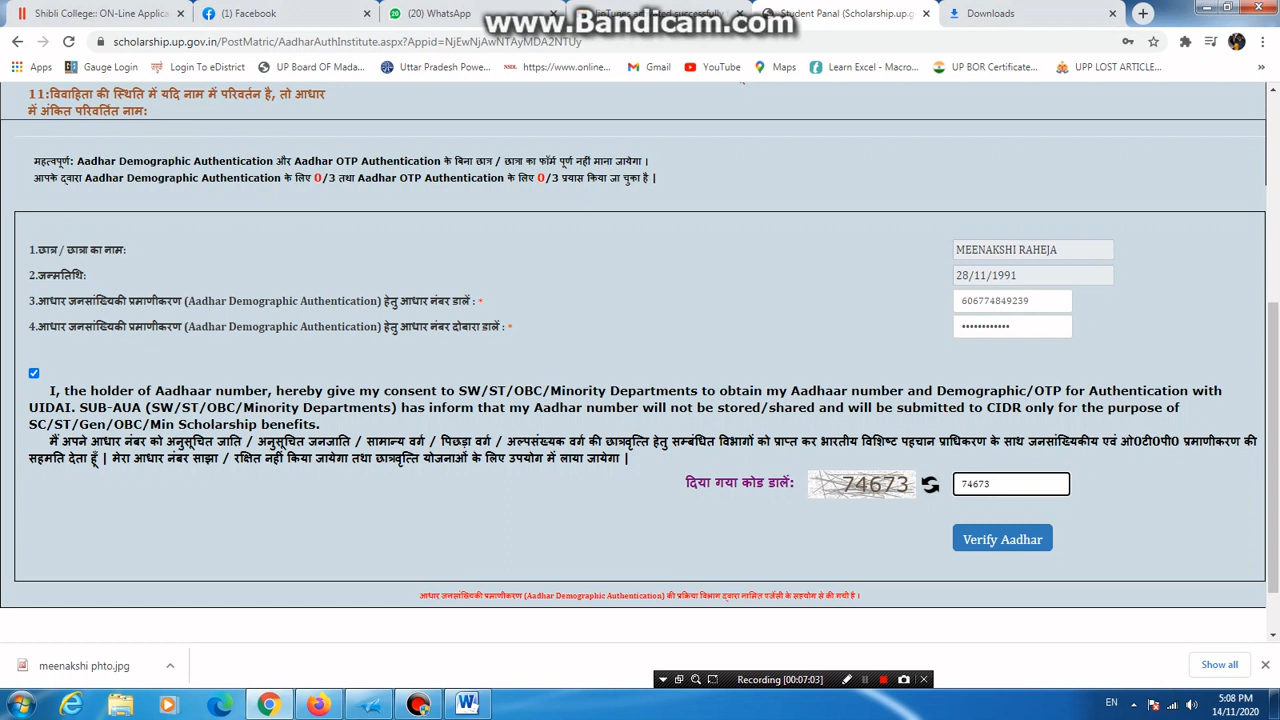 Shibli College: ON-Line Applica
(1) Facebook
(20) WhatsApp
successfully
Student Panel (Scholarship.up.g
Downloads
www.Bandicam.com
scholarship.up.gov.in/PostMatric/AadharAuthInstitute.aspx?Appid=NjEwNjAwNTAyMDA2NTUy
Apps Gauge Login Login To eDistrict UP Board OF Mada... Uttar Pradesh Powe... https://www.online... Gmail YouTube Maps Learn Excel - Macro... UP BOR Certificate... UPP LOST ARTICLE... »
11:विवाहिता की स्थिति में यदि नाम में परिवर्तन है, तो आधार
में अंकित परिवर्तित नाम:
महत्वपूर्ण: Aadhar Demographic Authentication और Aadhar OTP Authentication के बिना छात्र / छात्रा का फॉर्म पूर्ण नहीं माना जायेगा ।
आपके द्वारा Aadhar Demographic Authentication के लिए 0/3 तथा Aadhar OTP Authentication के लिए 0/3 प्रयास किया जा चुका है |
1.छात्र / छात्रा का नाम: MEENAKSHI RAHEJA
2.जन्मतिथि: 28/11/1991
3.आधार जनसांख्यिकी प्रमाणीकरण (Aadhar Demographic Authentication) हेतु आधार नंबर डालें : * 606774849239
4.आधार जनसांख्यिकी प्रमाणीकरण (Aadhar Demographic Authentication) हेतु आधार नंबर दोबारा डालें : * ••••••••••••
I, the holder of Aadhaar number, hereby give my consent to SW/ST/OBC/Minority Departments to obtain my Aadhaar number and Demographic/OTP for Authentication with
UIDAI. SUB-AUA (SW/ST/OBC/Minority Departments) has inform that my Aadhar number will not be stored/shared and will be submitted to CIDR only for the purpose of
SC/ST/Gen/OBC/Min Scholarship benefits.
मैं अपने आधार नंबर को अनुसूचित जाति / अनुसूचित जनजाति / सामान्य वर्ग / पिछड़ा वर्ग / अल्पसंख्यक वर्ग की छात्रवृत्ति हेतु सम्बंधित विभागों को प्राप्त कर भारतीय विशिष्ट पहचान प्राधिकरण के साथ जनसांख्यिकीय एवं ओ0टी0पी0 प्रमाणीकरण की
सहमति देता हूँ | मेरा आधार नंबर साझा / रक्षित नहीं किया जायेगा तथा छात्रवृत्ति योजनाओं के लिए उपयोग में लाया जायेगा |
दिया गया कोड डालें: 74673 74673
Verify Aadhar
आधार जनसांख्यिकी प्रमाणीकरण (Aadhar Demographic Authentication) की प्रक्रिया विभाग द्वारा नामित एजेंसी के सहयोग से की गयी है ।
meenakshi phto.jpg
Show all
Recording [00:07:03]
EN
5:08 PM
14/11/2020